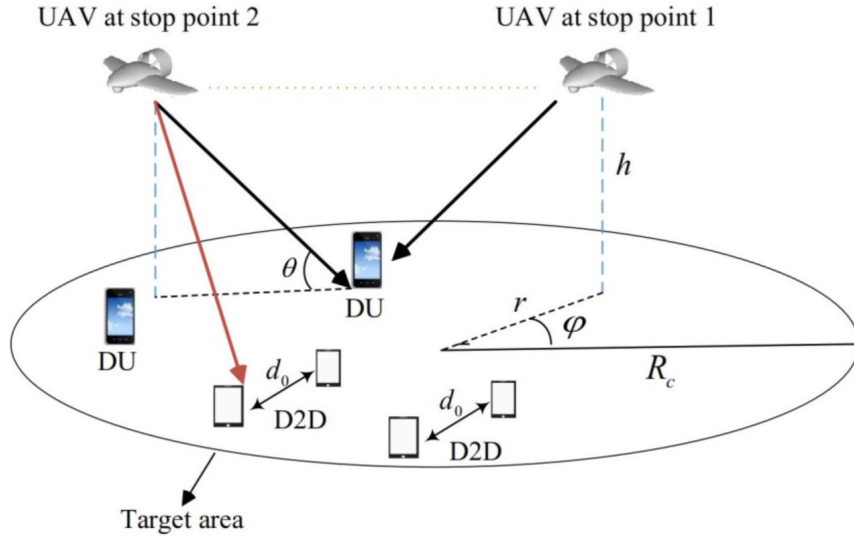 UAV at stop point 2
UAV at stop point 1
h
θ
DU
DU
r
φ
R_c
d_0
D2D
d_0
D2D
Target area